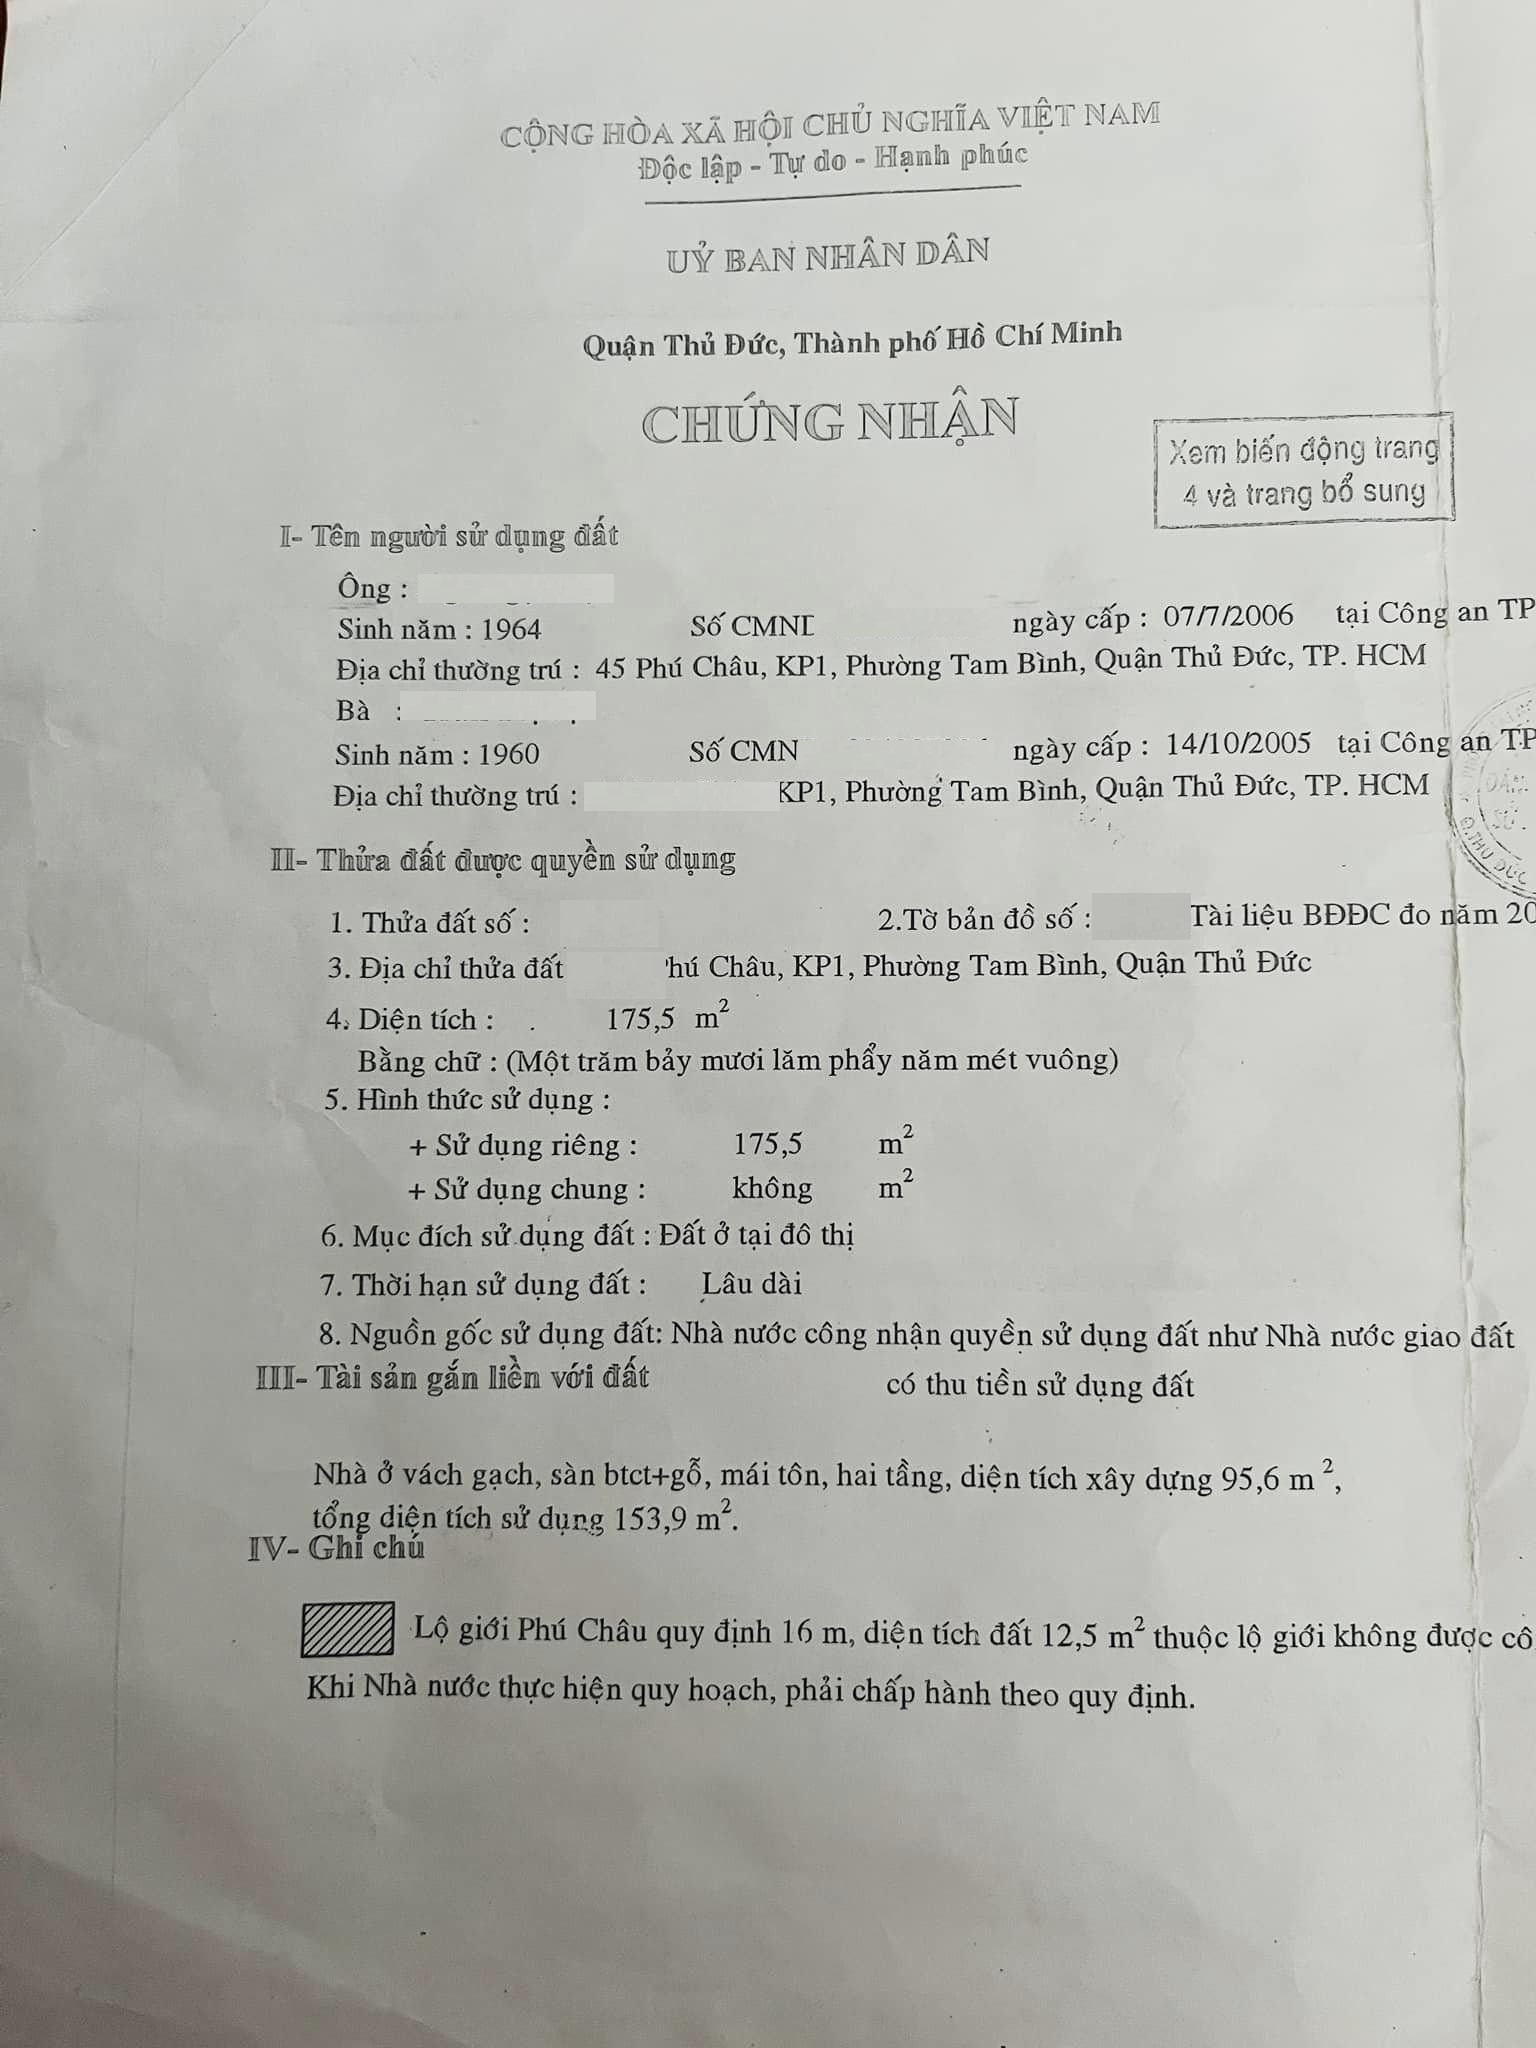 CỘNG HÒA XÃ HỘI CHỦ NGHĨA VIỆT NAM
Độc lập - Tự do - Hạnh phúc
UỶ BAN NHÂN DÂN
Quận Thủ Đức, Thành phố Hồ Chí Minh
CHỨNG NHẬN
Xem biến động trang
4 và trang bổ sung
I- Tên người sử dụng đất
Ông :
Sinh năm : 1964 Số CMND ngày cấp : 07/7/2006 tại Công an TP
Địa chỉ thường trú : 45 Phú Châu, KP1, Phường Tam Bình, Quận Thủ Đức, TP. HCM
Bà :
Sinh năm : 1960 Số CMN ngày cấp : 14/10/2005 tại Công an TP
Địa chỉ thường trú : KP1, Phường Tam Bình, Quận Thủ Đức, TP. HCM
Q.THỦ ĐỨC
II- Thửa đất được quyền sử dụng
1. Thửa đất số : 2.Tờ bản đồ số : Tài liệu BĐĐC đo năm 20
3. Địa chỉ thửa đất hú Châu, KP1, Phường Tam Bình, Quận Thủ Đức
4. Diện tích : 175,5 m²
Bằng chữ : (Một trăm bảy mươi lăm phẩy năm mét vuông)
5. Hình thức sử dụng :
+ Sử dụng riêng : 175,5 m²
+ Sử dụng chung : không m²
6. Mục đích sử dụng đất : Đất ở tại đô thị
7. Thời hạn sử dụng đất : Lâu dài
8. Nguồn gốc sử dụng đất: Nhà nước công nhận quyền sử dụng đất như Nhà nước giao đất
có thu tiền sử dụng đất
III- Tài sản gắn liền với đất
Nhà ở vách gạch, sàn btct+gỗ, mái tôn, hai tầng, diện tích xây dựng 95,6 m²,
tổng diện tích sử dụng 153,9 m².
IV- Ghi chú
Lộ giới Phú Châu quy định 16 m, diện tích đất 12,5 m² thuộc lộ giới không được cô
Khi Nhà nước thực hiện quy hoạch, phải chấp hành theo quy định.